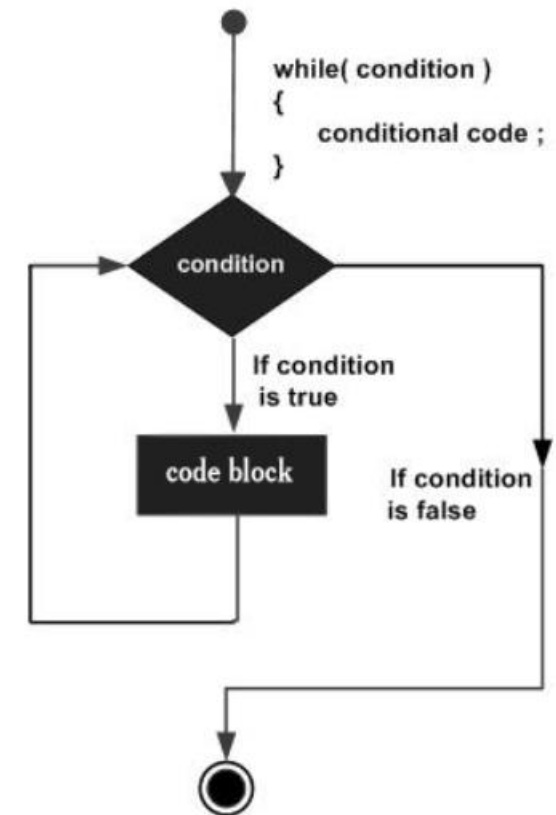 while( condition )
{
conditional code ;
}
condition
If condition
is true
code block
If condition
is false